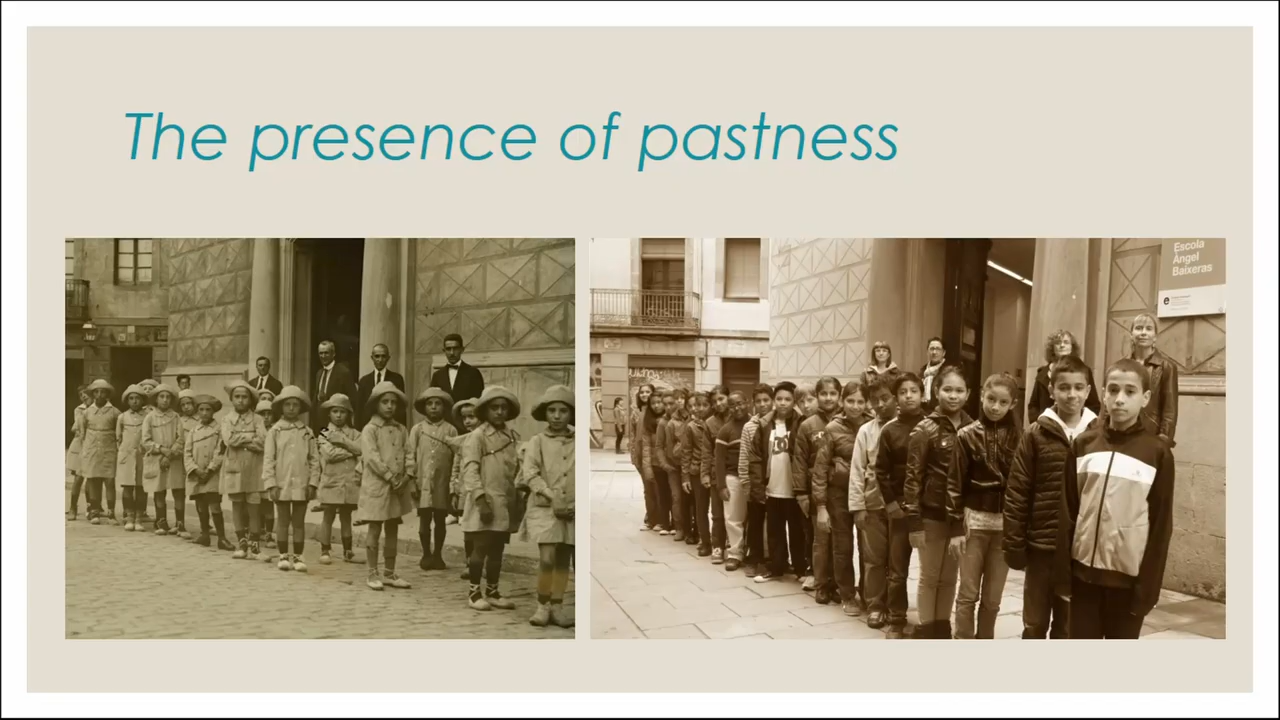 The presence of pastness
Escola
Àngel
Baixeras